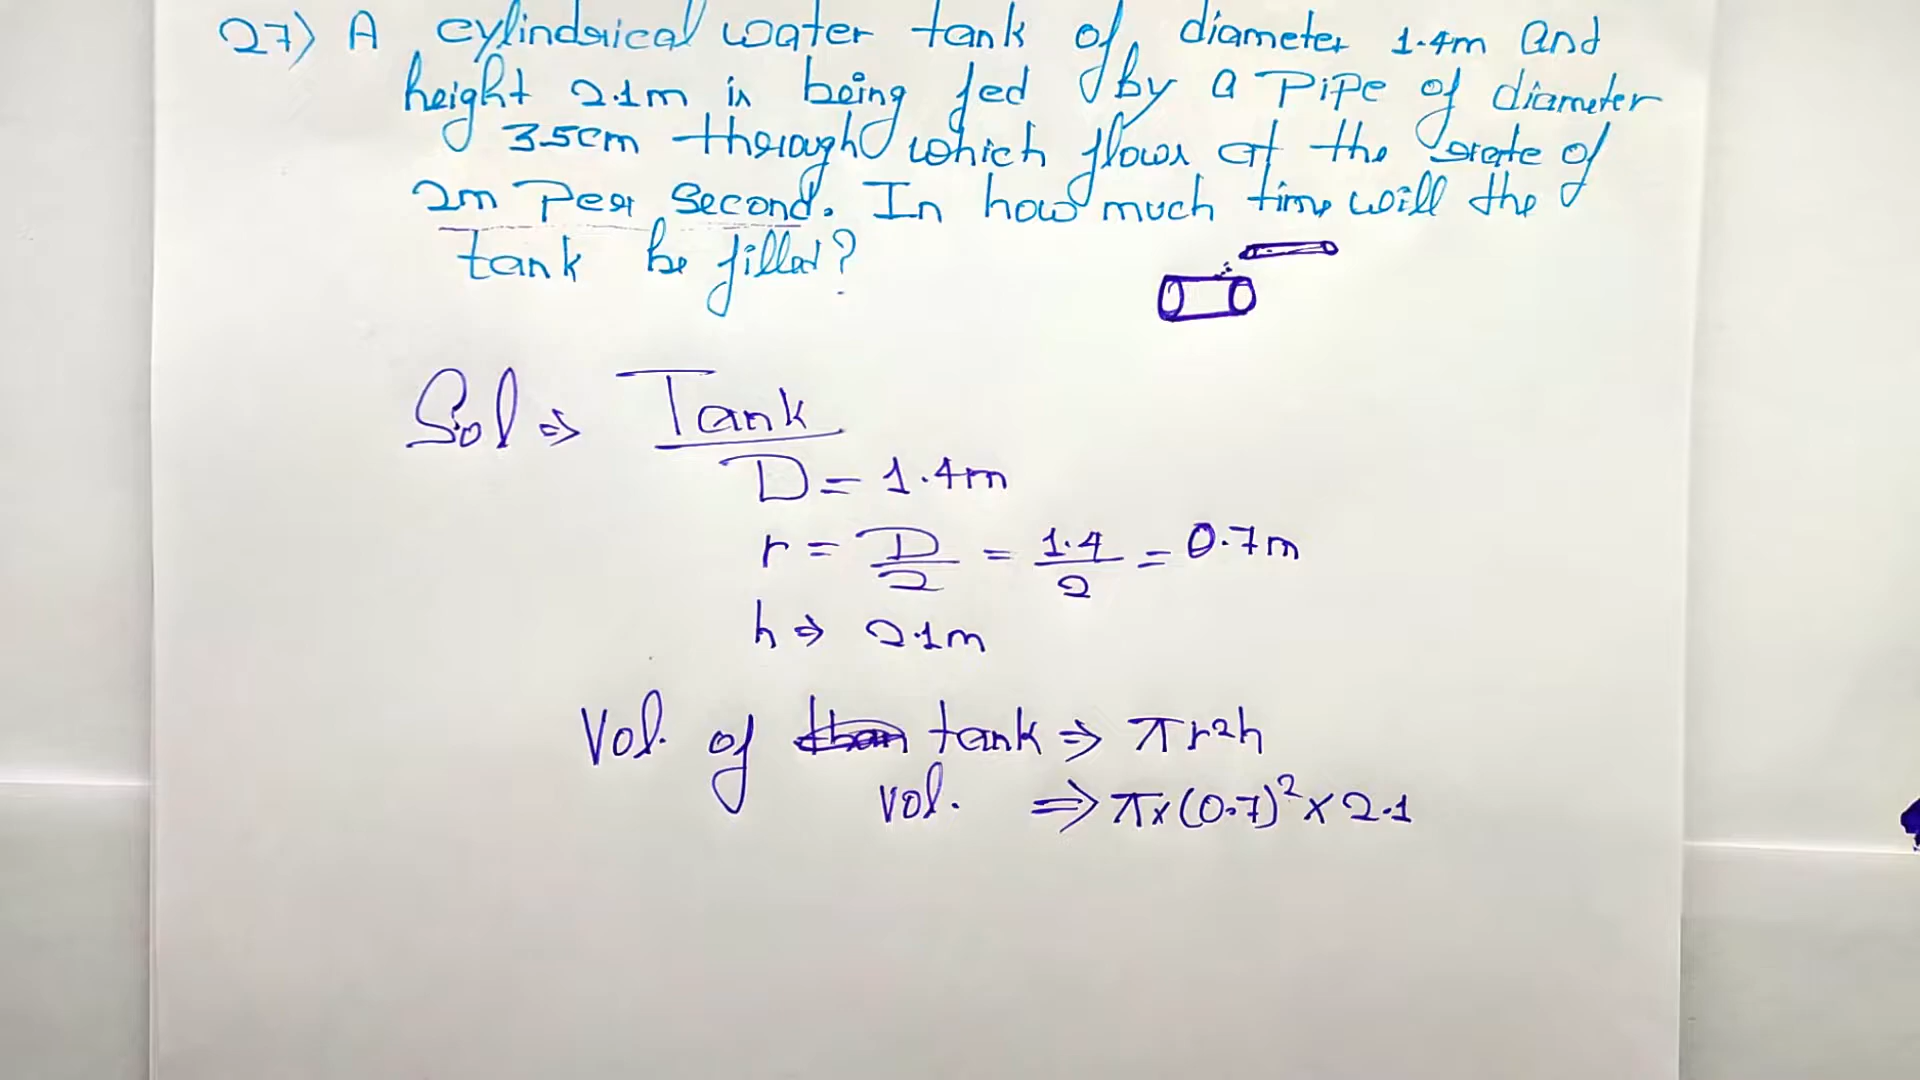 27) A cylindrical water tank of diameter 1.4m and
height 2.1m is being fed by a pipe of diameter
3.5cm through which flows at the rate of
2m per second. In how much time will the
tank be filled?
Sol ⇒ Tank
D = 1.4m
r = D/2 = 1.4/2 = 0.7m
h ⇒ 2.1m
Vol. of tank ⇒ πr²h
vol. ⇒ π×(0.7)²×2.1